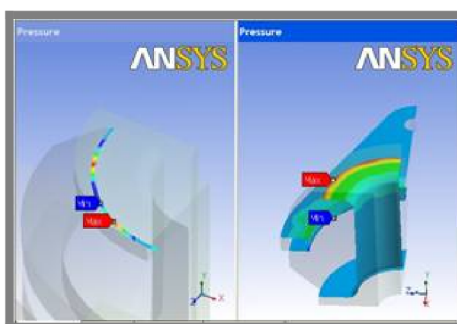 Pressure
ANSYS
Min
Max
Y
Z
X
Pressure
ANSYS
Max
Min
Y
Z
X